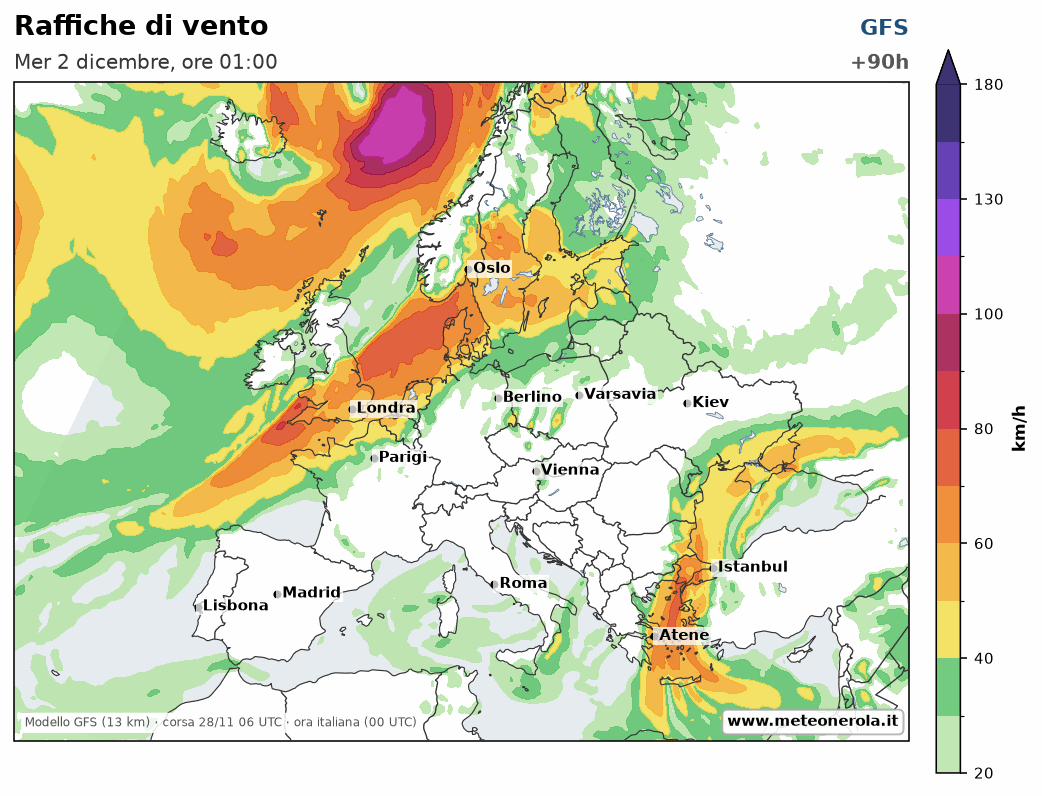 Raffiche di vento
GFS
Mer 2 dicembre, ore 01:00
+90h
180
130
100
80
60
40
20
km/h
Oslo
Londra
Berlino
Varsavia
Kiev
Parigi
Vienna
Istanbul
Roma
Madrid
Lisbona
Atene
Modello GFS (13 km) · corsa 28/11 06 UTC · ora italiana (00 UTC)
www.meteonerola.it